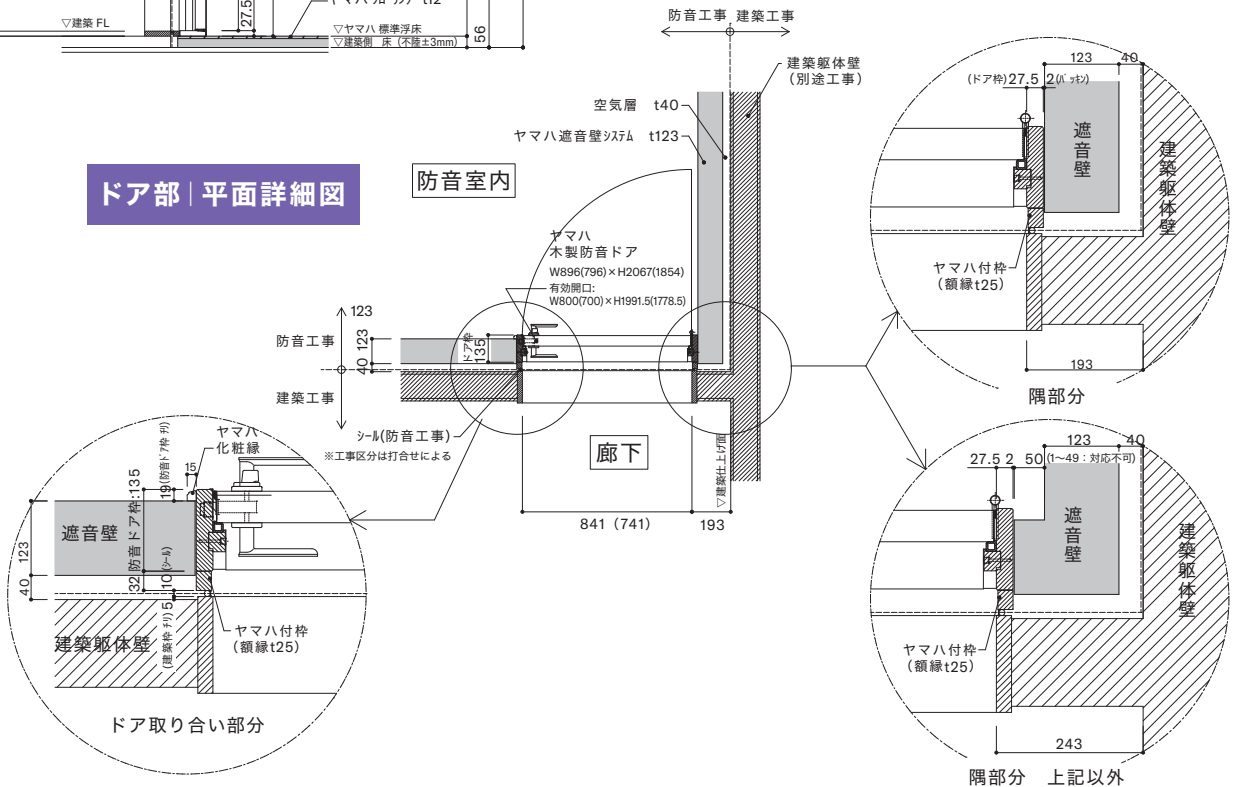 27.5
▽建築 FL
▽ヤマハ 標準浮床
▽建築側 床 (不陸±3mm)
56
防音工事 建築工事
建築躯体壁
(別途工事)
空気層 t40
ヤマハ遮音壁システム t123
ドア部|平面詳細図
防音室内
ヤマハ
木製防音ドア
W896(796)×H2067(1854)
有効開口:
W800(700)×H1991.5(1778.5)
123
防音工事
123
40
建築工事
ドア枠
135
シール(防音工事)
※工事区分は打合せによる
廊下
▽建築仕上げ面
841 (741)
193
123
40
(ドア枠)27.5 2(パッキン)
遮音壁
建築躯体壁
ヤマハ付枠
(額縁t25)
193
隅部分
123
40
27.5 2 50(1~49:対応不可)
遮音壁
建築躯体壁
ヤマハ付枠
(額縁t25)
243
隅部分 上記以外
ヤマハ
化粧縁
15
19(防音ドア枠 チリ)
防音ドア枠:135
遮音壁
123
40
32
10(シール)
5
(建築枠 チリ)
建築躯体壁
ヤマハ付枠
(額縁t25)
ドア取り合い部分